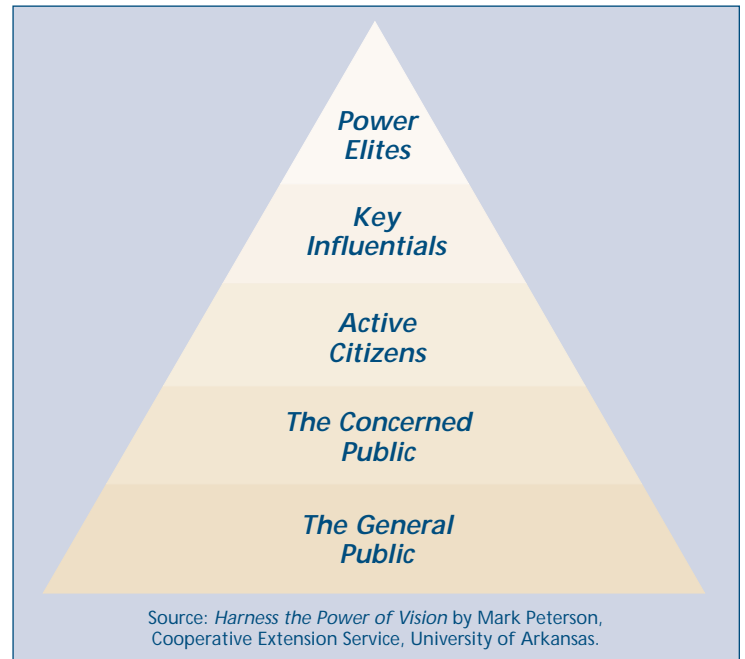 Power
Elites
Key
Influentials
Active
Citizens
The Concerned
Public
The General
Public
Source: Harness the Power of Vision by Mark Peterson,
Cooperative Extension Service, University of Arkansas.